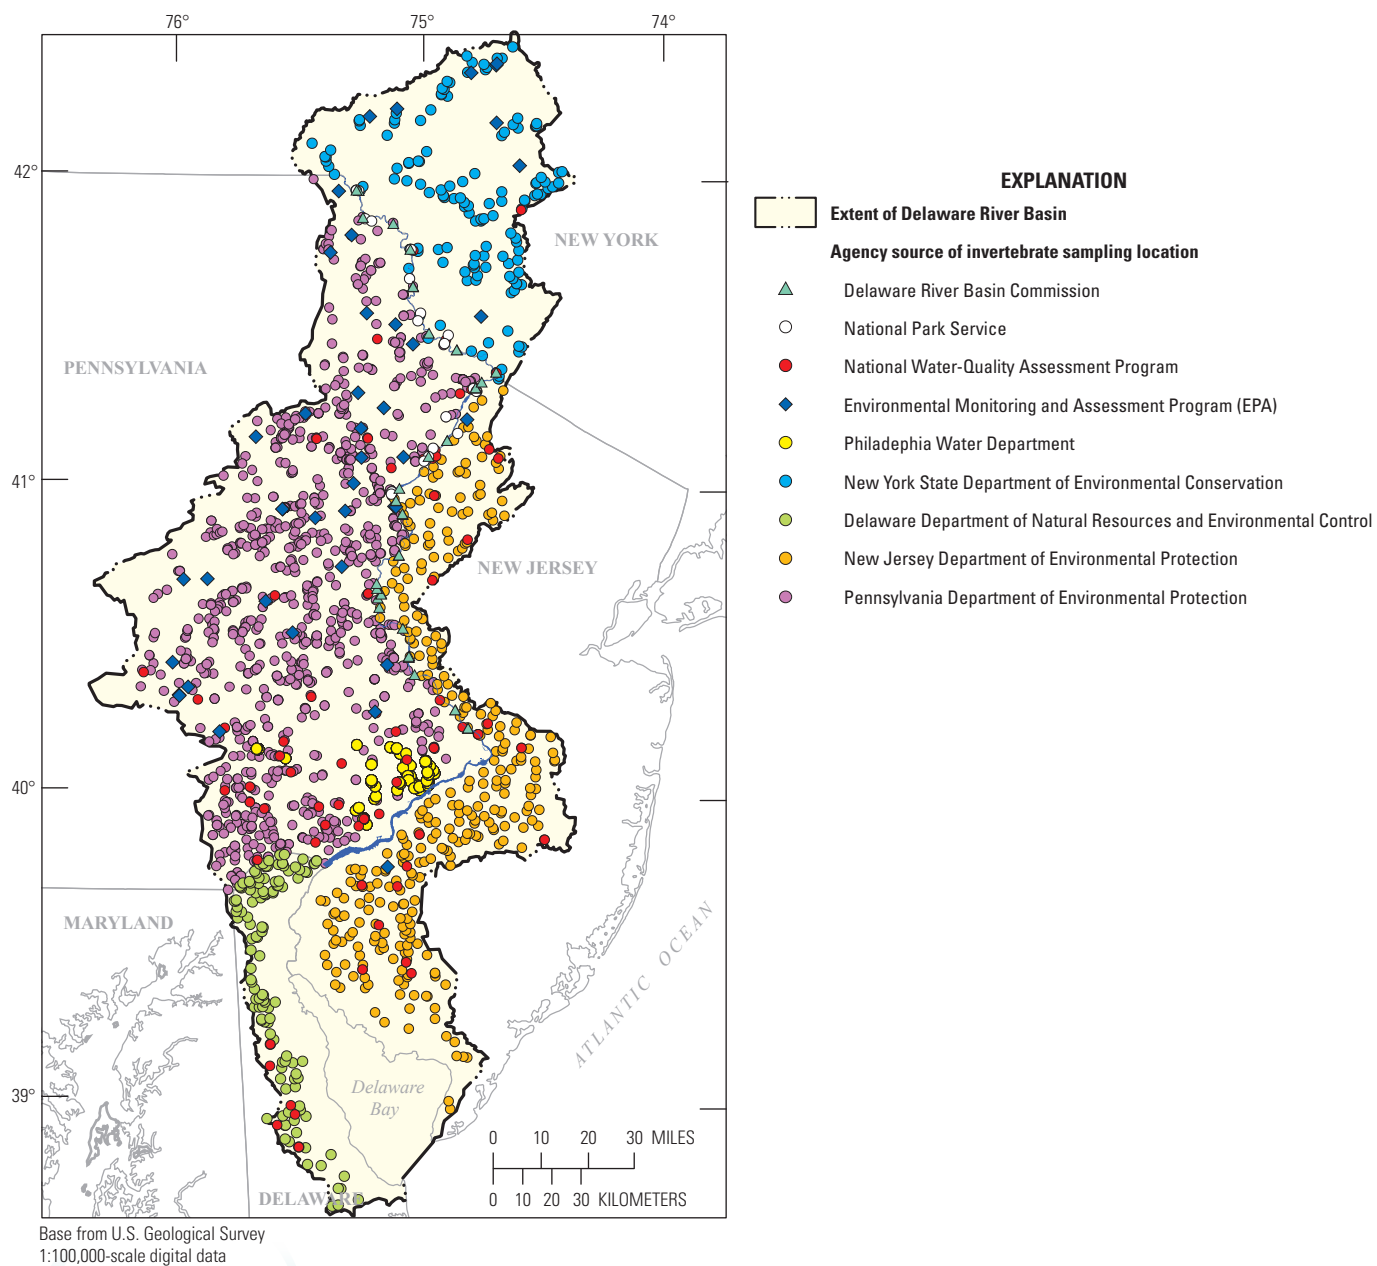 76°
75°
74°
42°
41°
40°
39°
NEW YORK
PENNSYLVANIA
NEW JERSEY
MARYLAND
DELAWARE
Delaware
Bay
ATLANTIC OCEAN
0 10 20 30 MILES
0 10 20 30 KILOMETERS
Base from U.S. Geological Survey
1:100,000-scale digital data
EXPLANATION
Extent of Delaware River Basin
Agency source of invertebrate sampling location
Delaware River Basin Commission
National Park Service
National Water-Quality Assessment Program
Environmental Monitoring and Assessment Program (EPA)
Philadephia Water Department
New York State Department of Environmental Conservation
Delaware Department of Natural Resources and Environmental Control
New Jersey Department of Environmental Protection
Pennsylvania Department of Environmental Protection